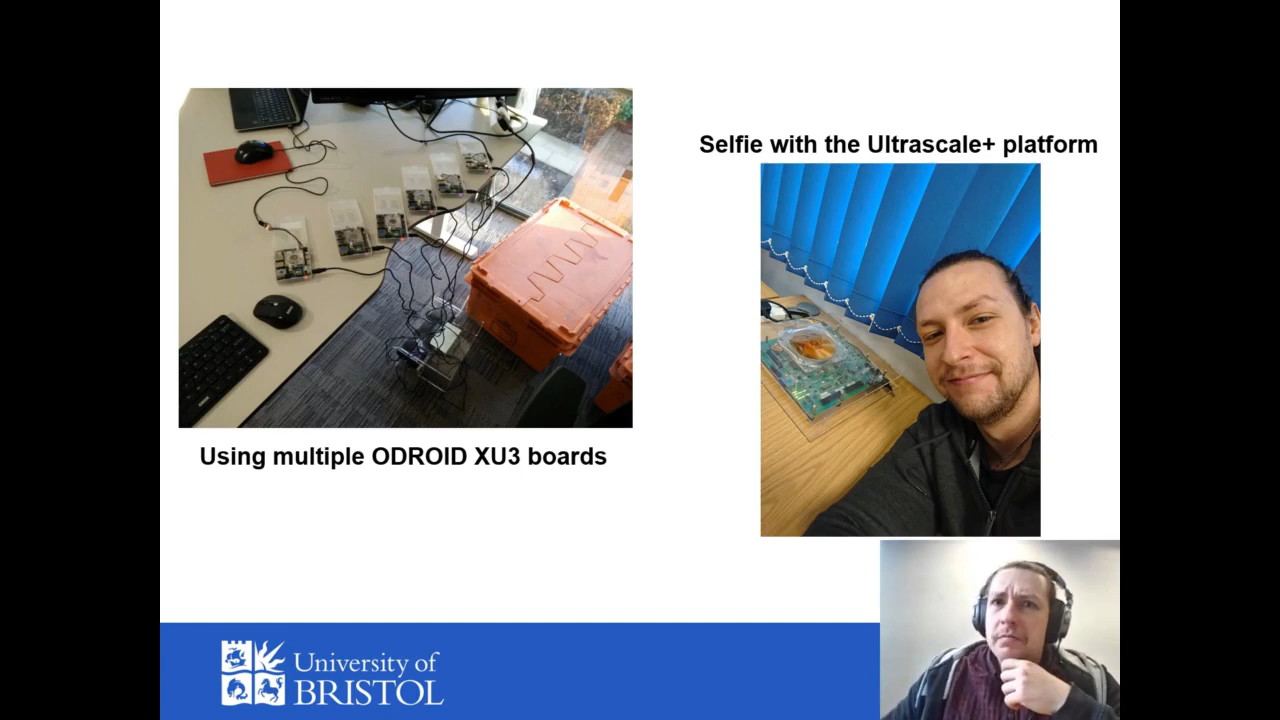 Selfie with the Ultrascale+ platform
Using multiple ODROID XU3 boards
University of
BRISTOL